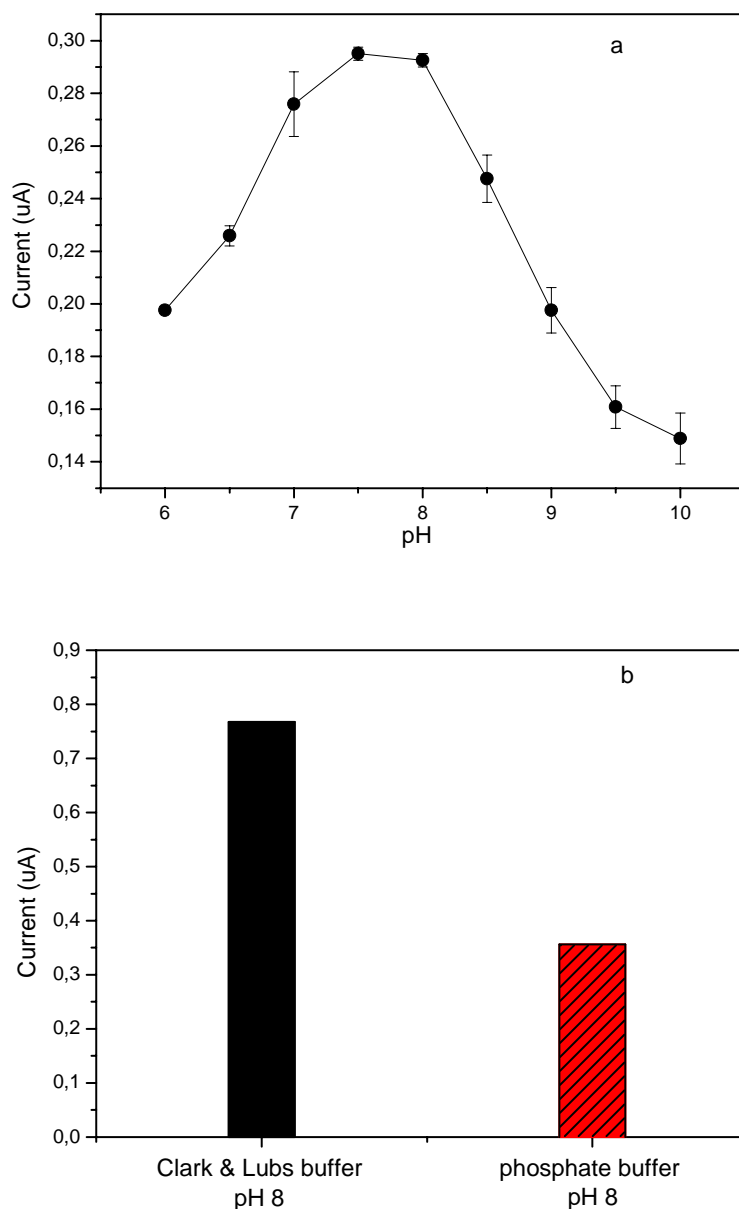 a
0,30
0,28
0,26
0,24
0,22
0,20
0,18
0,16
0,14
Current (uA)
6 7 8 9 10
pH
b
0,9
0,8
0,7
0,6
0,5
0,4
0,3
0,2
0,1
0,0
Current (uA)
Clark & Lubs buffer phosphate buffer
pH 8 pH 8